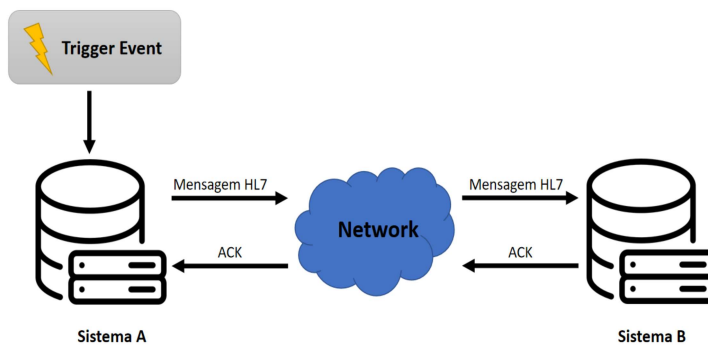 Trigger Event
Mensagem HL7
Mensagem HL7
Network
ACK
ACK
Sistema A
Sistema B